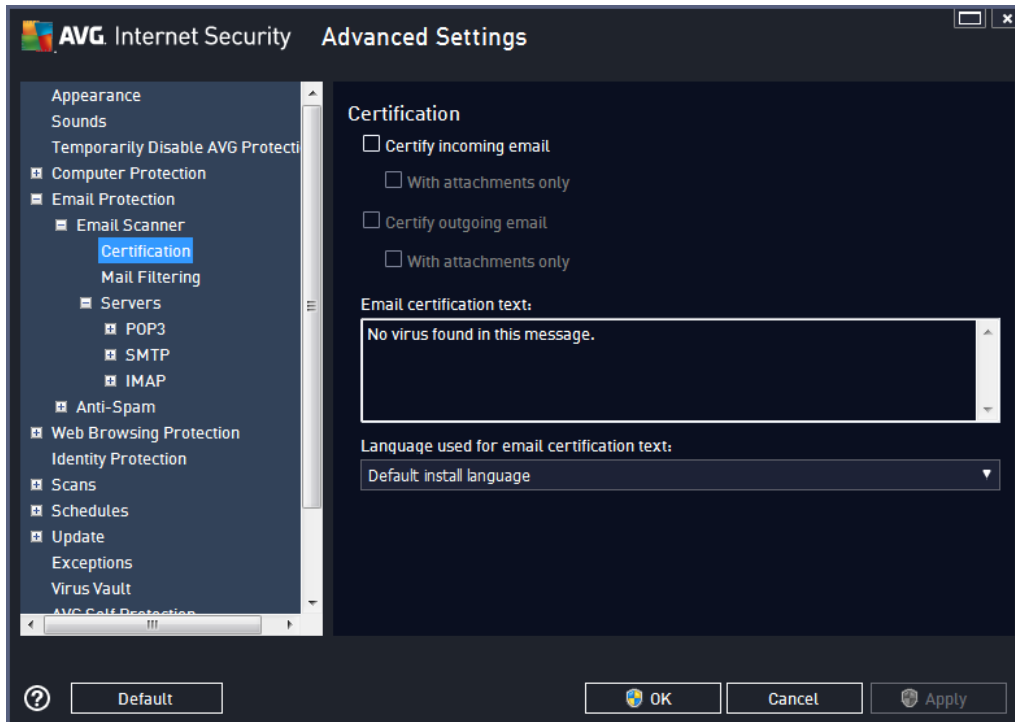 AVG. Internet Security Advanced Settings
Appearance
Sounds
Temporarily Disable AVG Protecti
Computer Protection
Email Protection
Email Scanner
Certification
Mail Filtering
Servers
POP3
SMTP
IMAP
Anti-Spam
Web Browsing Protection
Identity Protection
Scans
Schedules
Update
Exceptions
Virus Vault
AVG Self Protection
Certification
Certify incoming email
With attachments only
Certify outgoing email
With attachments only
Email certification text:
No virus found in this message.
Language used for email certification text:
Default install language
Default
OK
Cancel
Apply